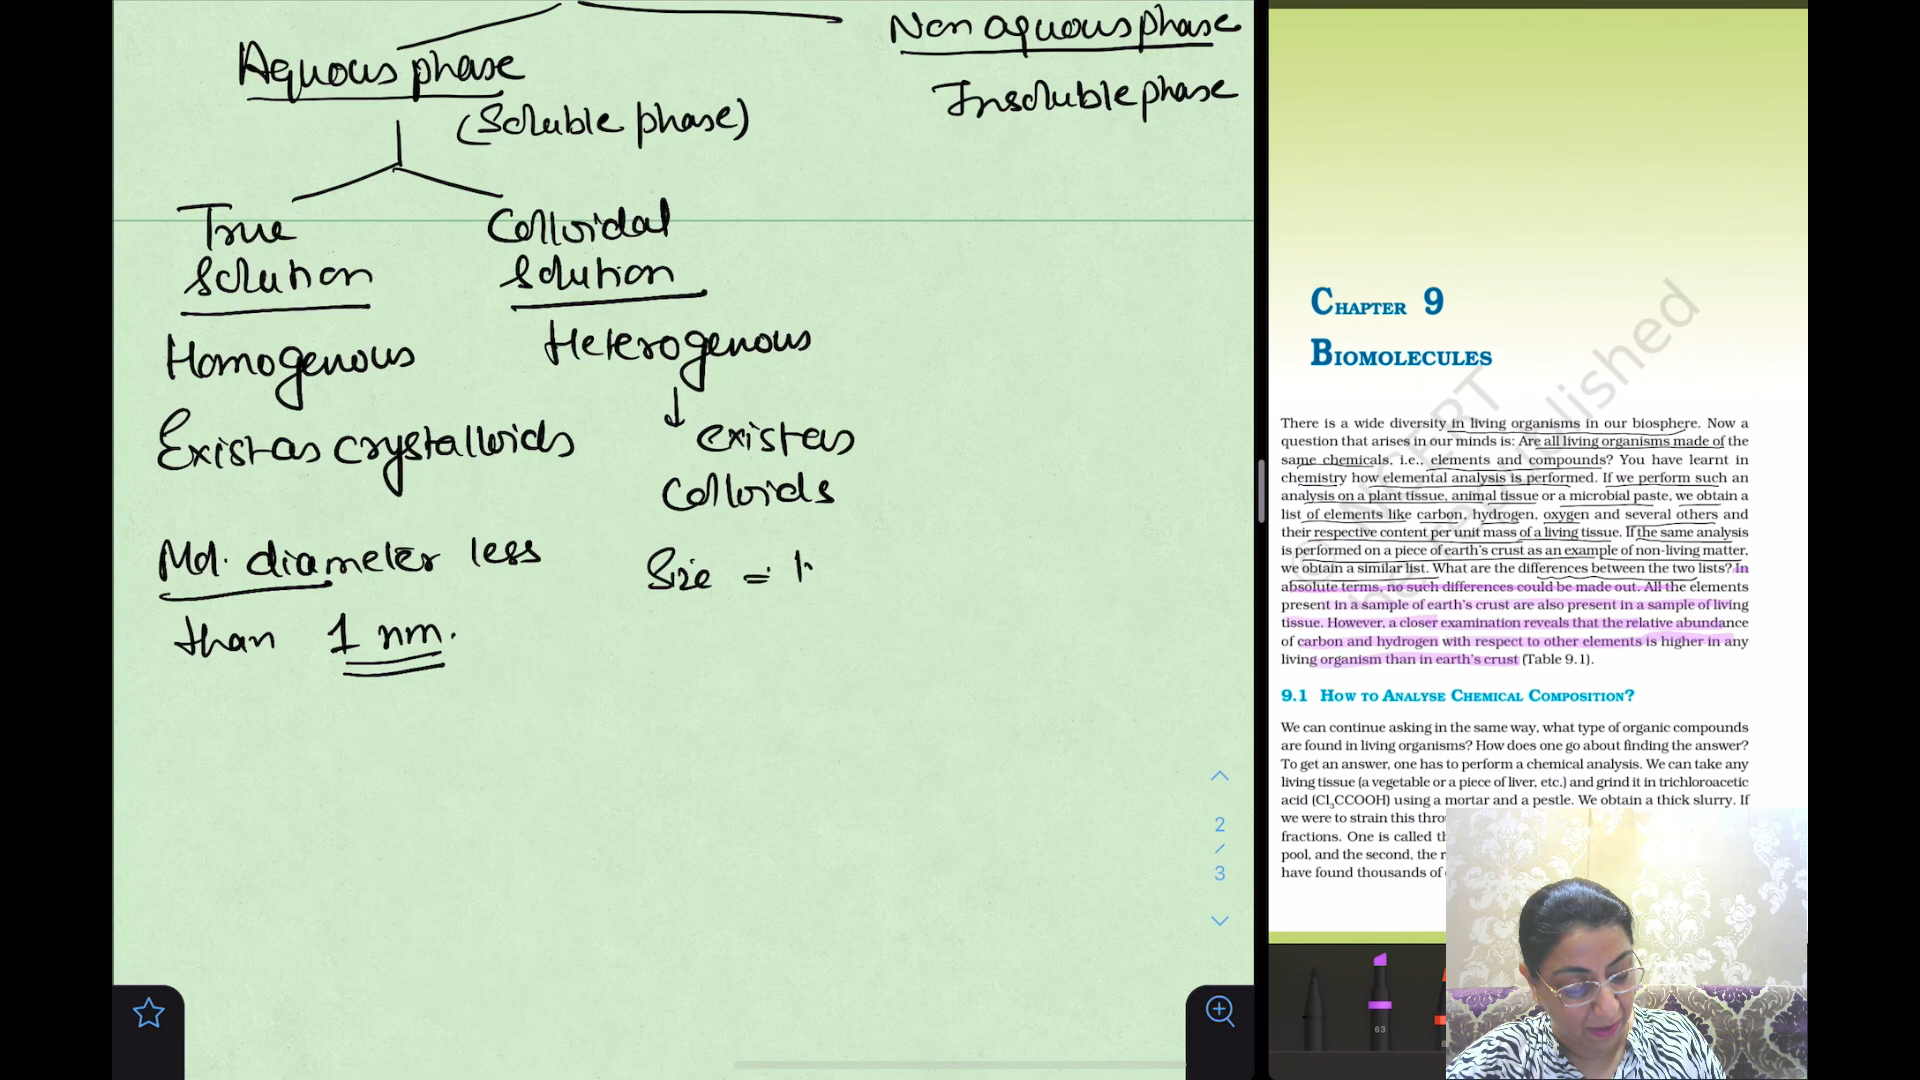 Non aquous phase
Aquous phase
Insoluble phase
(Soluble phase)
True
solution
Colloidal
solution
Homogenous
Heterogenous
Exist as crystalloids
exist as
colloids
Mol. diameter less
than 1 nm.
Size = 1
2
/
3
CHAPTER 9
BIOMOLECULES
There is a wide diversity in living organisms in our biosphere. Now a
question that arises in our minds is: Are all living organisms made of the
same chemicals, i.e., elements and compounds? You have learnt in
chemistry how elemental analysis is performed. If we perform such an
analysis on a plant tissue, animal tissue or a microbial paste, we obtain a
list of elements like carbon, hydrogen, oxygen and several others and
their respective content per unit mass of a living tissue. If the same analysis
is performed on a piece of earth's crust as an example of non-living matter,
we obtain a similar list. What are the differences between the two lists? In
absolute terms, no such differences could be made out. All the elements
present in a sample of earth's crust are also present in a sample of living
tissue. However, a closer examination reveals that the relative abundance
of carbon and hydrogen with respect to other elements is higher in any
living organism than in earth's crust (Table 9.1).
9.1 HOW TO ANALYSE CHEMICAL COMPOSITION?
We can continue asking in the same way, what type of organic compounds
are found in living organisms? How does one go about finding the answer?
To get an answer, one has to perform a chemical analysis. We can take any
living tissue (a vegetable or a piece of liver, etc.) and grind it in trichloroacetic
acid (Cl₃CCOOH) using a mortar and a pestle. We obtain a thick slurry. If
we were to strain this thro
fractions. One is called th
pool, and the second, the r
have found thousands of
63